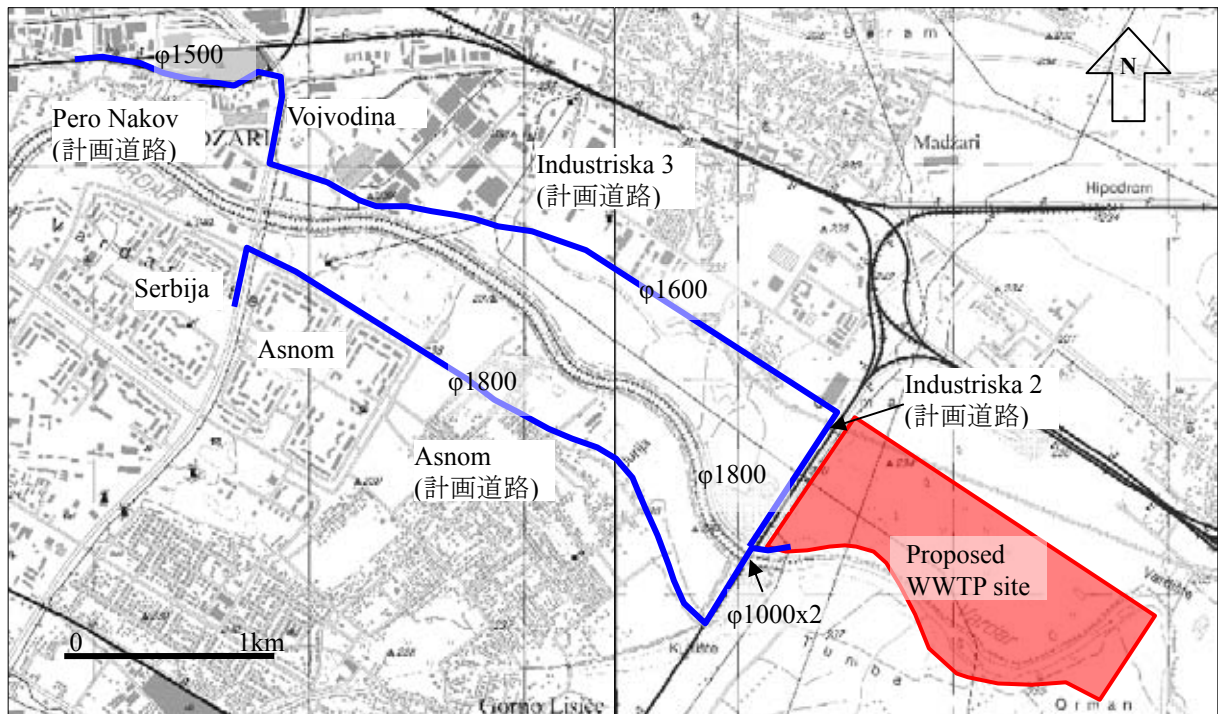 φ1500
N
Pero Nakov
(計画道路)
Vojvodina
Madzari
Industriska 3
(計画道路)
Hipodrom
Serbija
φ1600
Asnom
φ1800
Industriska 2
(計画道路)
Asnom
(計画道路)
φ1800
Proposed
WWTP site
φ1000x2
0 1km
Vardar
Gorno Lisiče
Orman